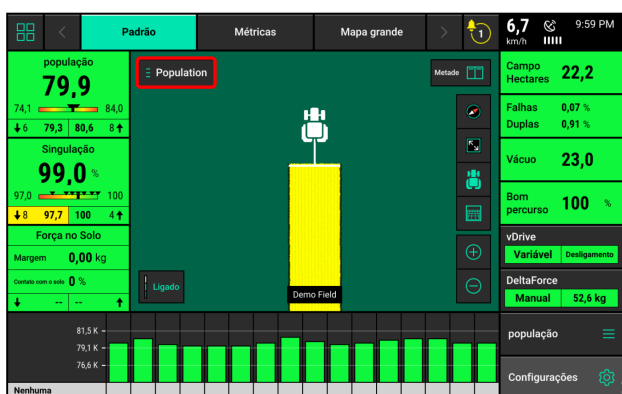 Padrão
Métricas
Mapa grande
1
6,7
km/h
9:59 PM
população
79,9
74,1
84,0
6
79,3
80,6
8
Singulação
99,0 %
97,0
100
8
97,7
100
4
Força no Solo
Margem 0,00 kg
Contato com o solo 0 %
--
--
Population
Metade
Ligado
Demo Field
Campo
Hectares
22,2
Falhas 0,07 %
Duplas 0,91 %
Vácuo 23,0
Bom
percurso
100 %
vDrive
Variável
Desligamento
DeltaForce
Manual
52,6 kg
população
Configurações
81,5 K
79,1 K
76,6 K
Nenhuma